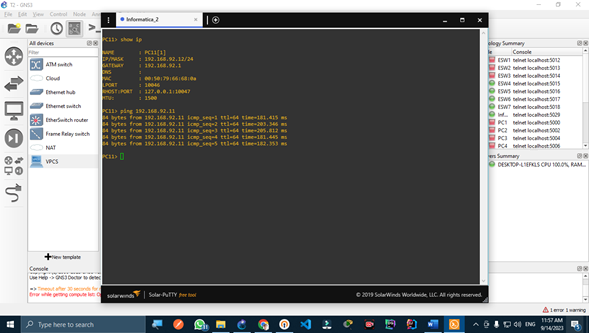 T2 - GNS3
File Edit View Control Node An
All devices
Filter
ATM switch
Cloud
Ethernet hub
Ethernet switch
EtherSwitch router
Frame Relay switch
NAT
VPCS
New template
Console
Use Help -> GNS3 Doctor to detec
=> Timeout after 30 seconds for
Error while getting compute list: C
Informatica_2
PC11> show ip
NAME : PC11[1]
IP/MASK : 192.168.92.12/24
GATEWAY : 192.168.92.1
DNS :
MAC : 00:50:79:66:68:0a
LPORT : 10046
RHOST:PORT : 127.0.0.1:10047
MTU: : 1500
PC11> ping 192.168.92.11
84 bytes from 192.168.92.11 icmp_seq=1 ttl=64 time=181.415 ms
84 bytes from 192.168.92.11 icmp_seq=2 ttl=64 time=203.346 ms
84 bytes from 192.168.92.11 icmp_seq=3 ttl=64 time=205.812 ms
84 bytes from 192.168.92.11 icmp_seq=4 ttl=64 time=181.445 ms
84 bytes from 192.168.92.11 icmp_seq=5 ttl=64 time=182.353 ms
PC11>
solarwinds Solar-PuTTY free tool © 2019 SolarWinds Worldwide, LLC. All rights reserved.
ology Summary
Console
ESW1 telnet localhost:5012
ESW2 telnet localhost:5013
ESW3 telnet localhost:5014
ESW4 telnet localhost:5015
ESW5 telnet localhost:5016
ESW7 telnet localhost:5017
Inf... telnet localhost:5029
PC1 telnet localhost:5000
PC2 telnet localhost:5002
PC3 telnet localhost:5004
PC4 telnet localhost:5006
ers Summary
DESKTOP-L1EFKLS CPU 100.0%, RAM...
1 error 1 warning
Type here to search
ENG
11:57 AM
9/14/2023